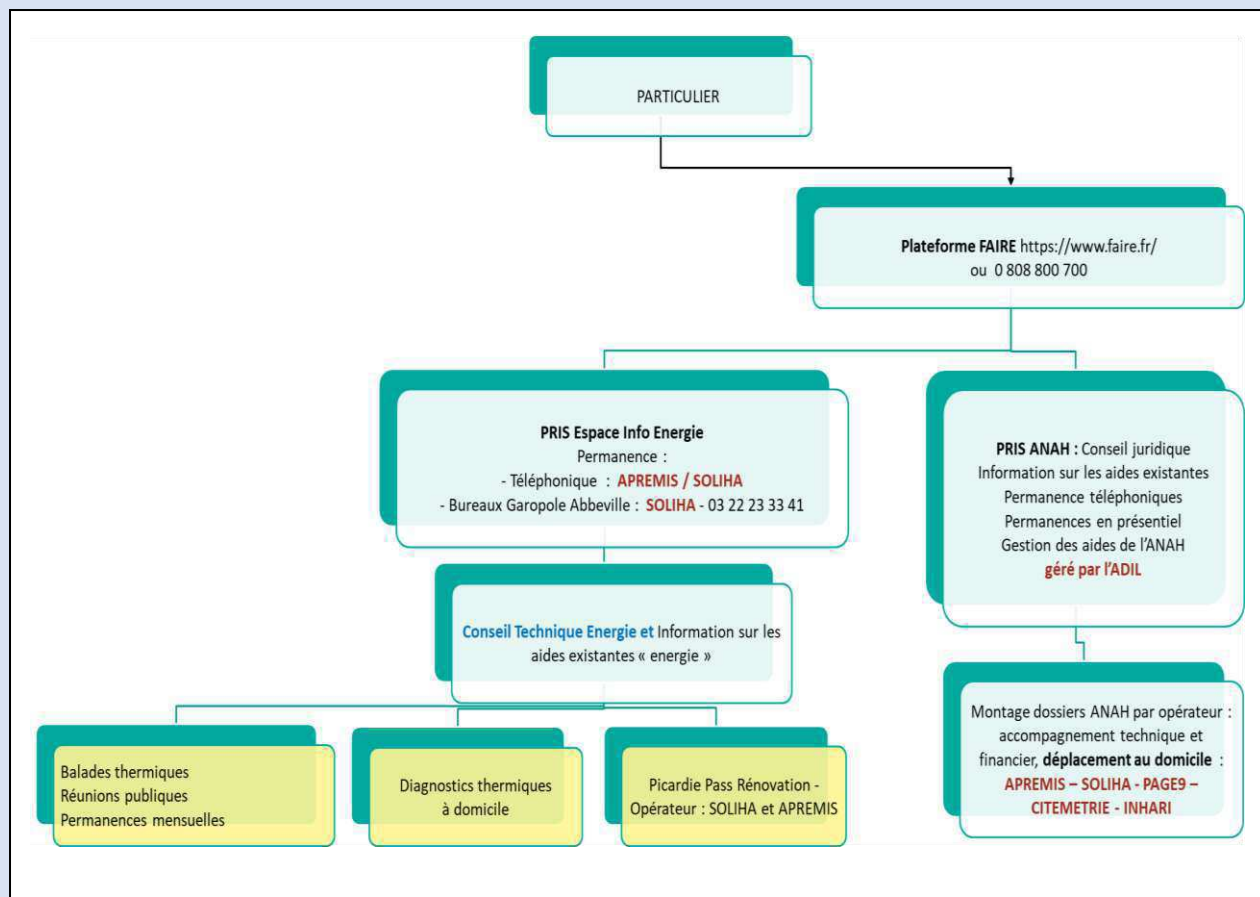 PARTICULIER
Plateforme FAIRE https://www.faire.fr/
ou 0 808 800 700
PRIS Espace Info Energie
Permanence :
- Téléphonique : APREMIS / SOLIHA
- Bureaux Garopole Abbeville : SOLIHA - 03 22 23 33 41
PRIS ANAH : Conseil juridique
Information sur les aides existantes
Permanence téléphoniques
Permanences en présentiel
Gestion des aides de l’ANAH
géré par l’ADIL
Conseil Technique Energie et Information sur les
aides existantes « energie »
Montage dossiers ANAH par opérateur :
accompagnement technique et
financier, déplacement au domicile :
APREMIS – SOLIHA - PAGE9 –
CITEMETRIE - INHARI
Balades thermiques
Réunions publiques
Permanences mensuelles
Diagnostics thermiques
à domicile
Picardie Pass Rénovation -
Opérateur : SOLIHA et APREMIS